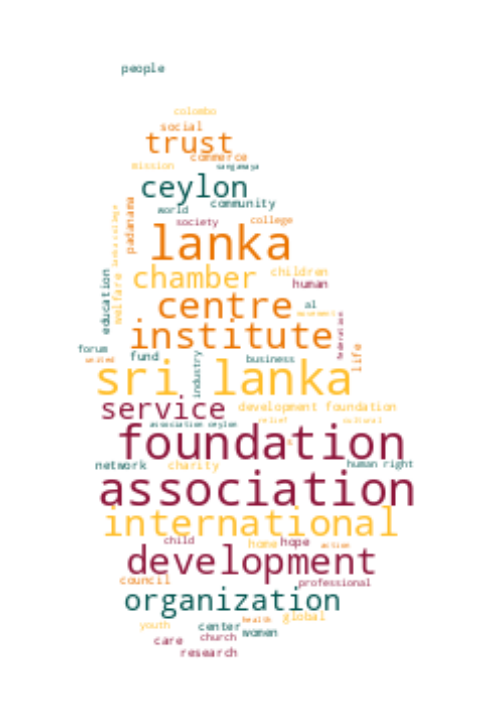 people
colombo
social
trust
commerce
mission sangamaya
ceylon
world community
padanama
society college
lanka college
lanka
chamber children
welfare
human
education
centre al
movement
institute
federation
forum
united fund business
life
industry
sri lanka
service development foundation
association ceylon relief cultural
foundation
network charity human right
association
international
child home hope action
development
council professional
organization
youth center health global
women
care church
research